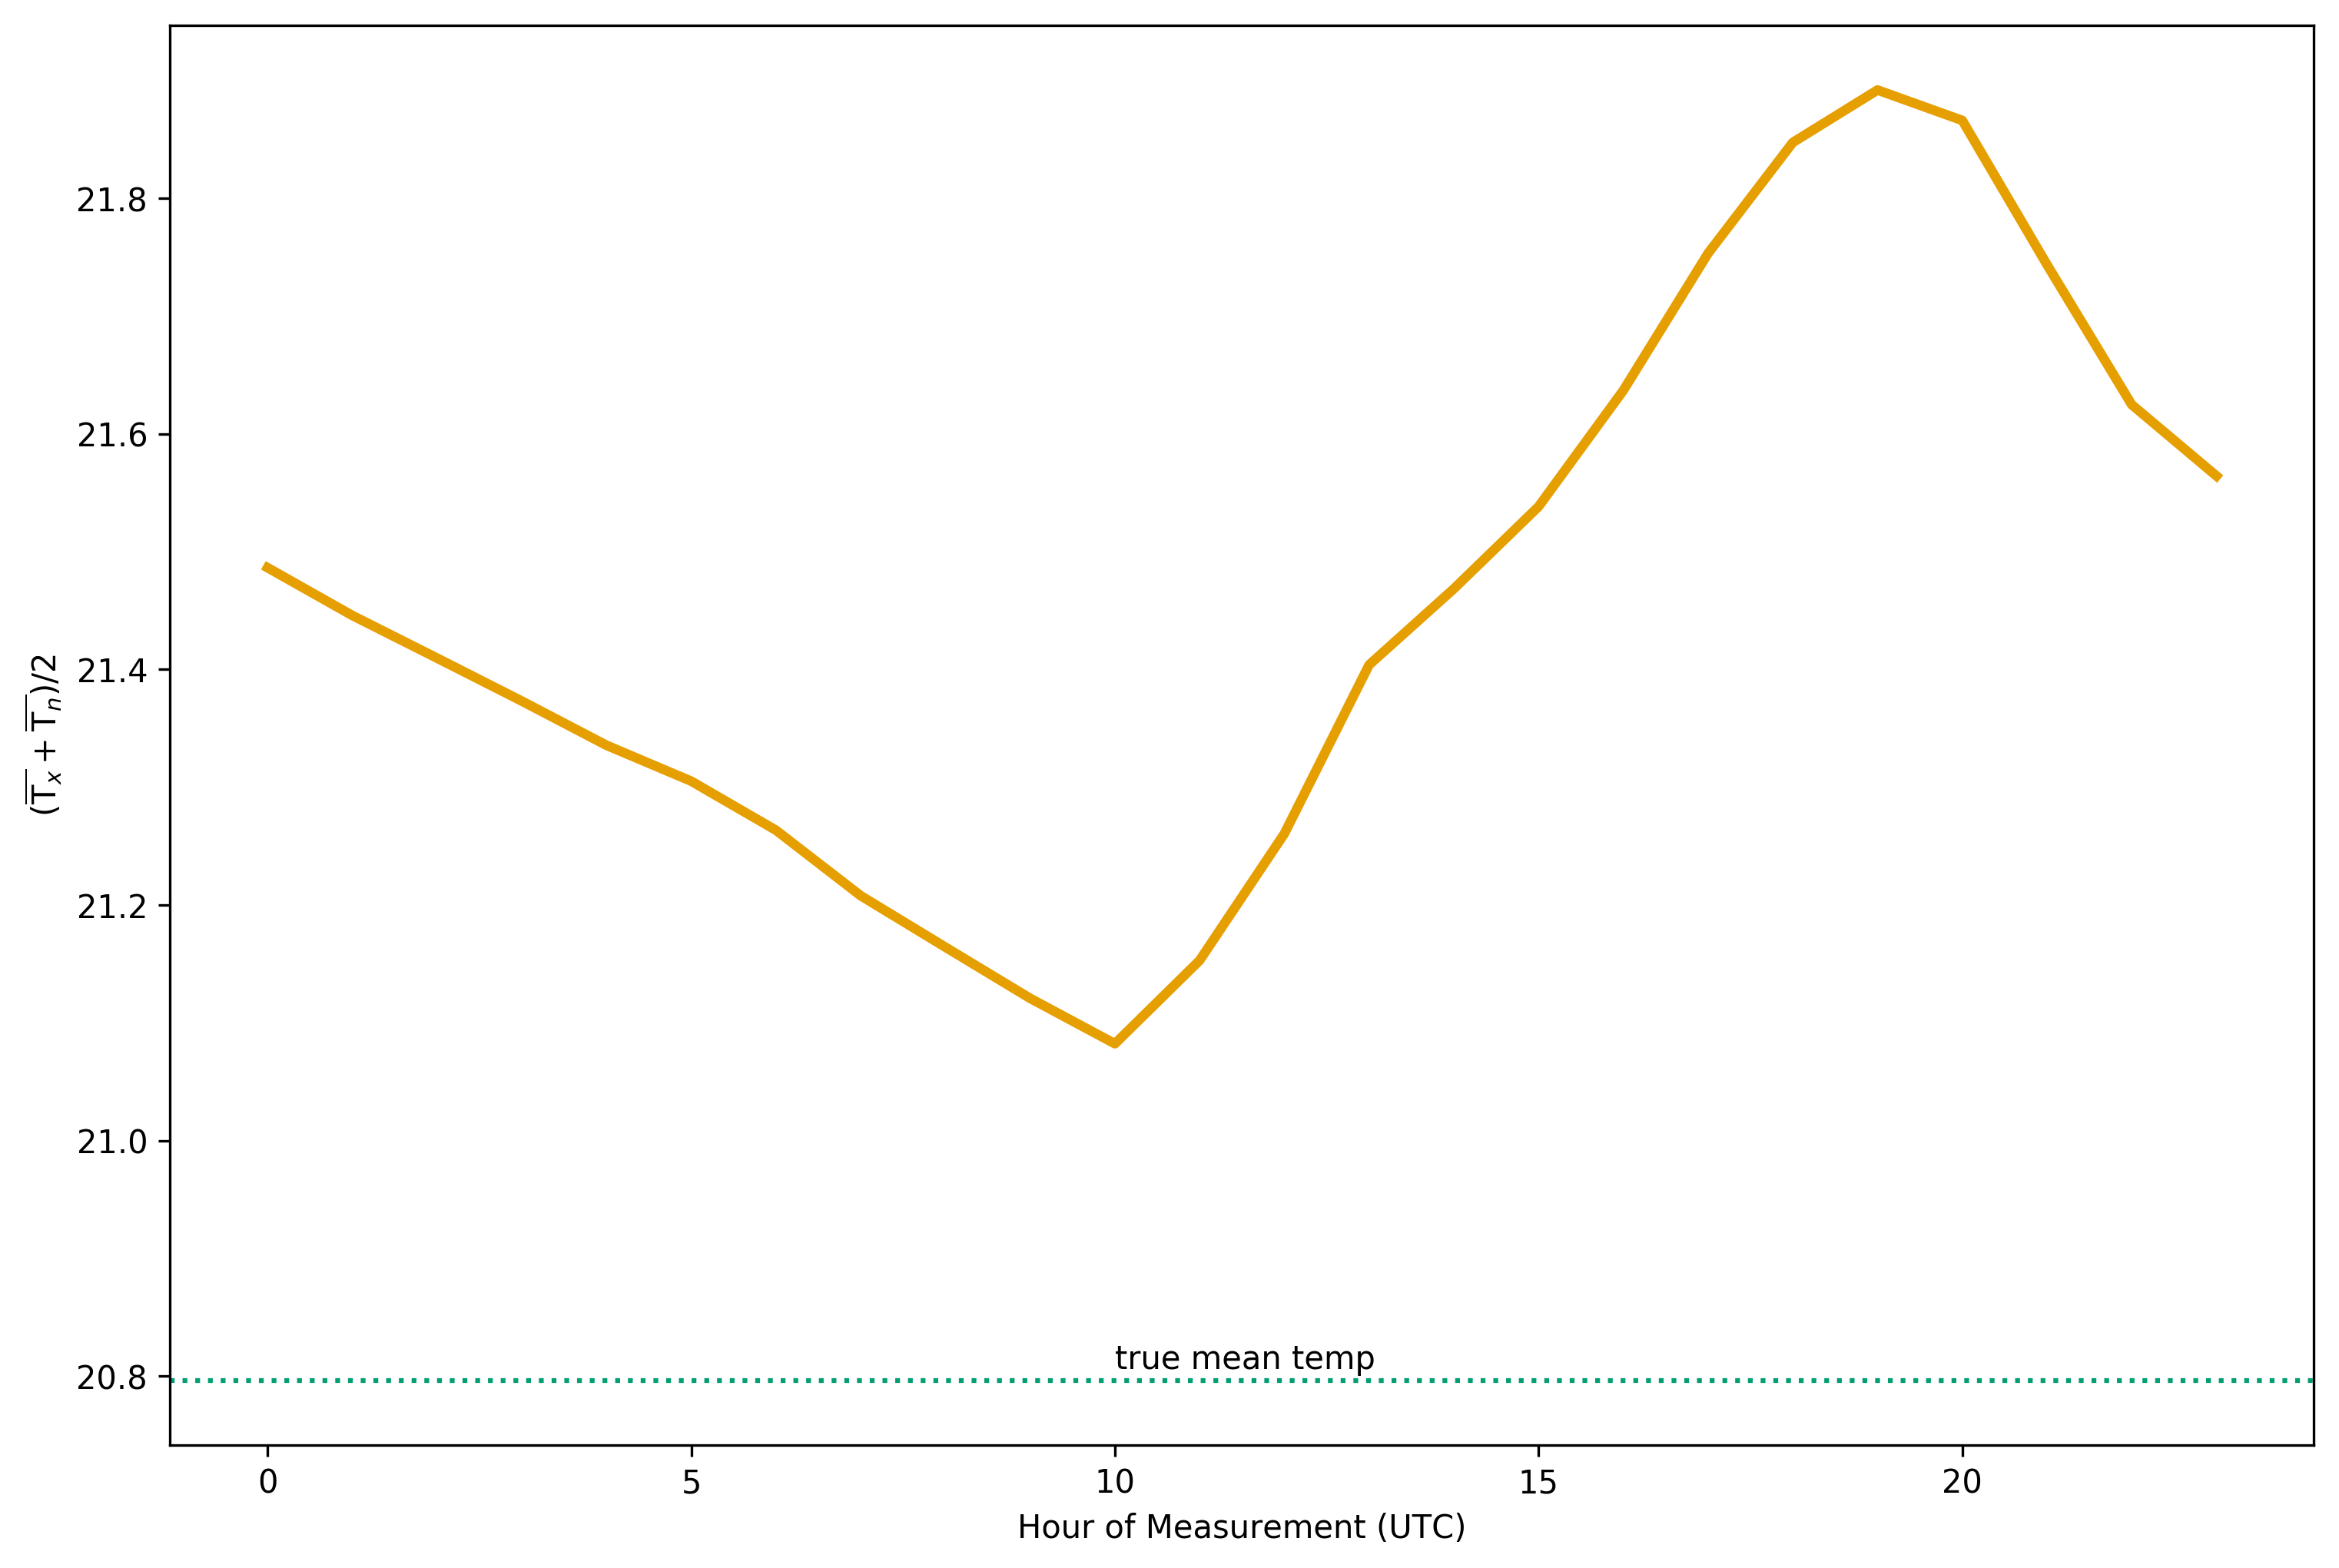 21.8
21.6
21.4
21.2
21.0
20.8
(T̅ₓ + T̅ₙ)/2
true mean temp
0 5 10 15 20
Hour of Measurement (UTC)